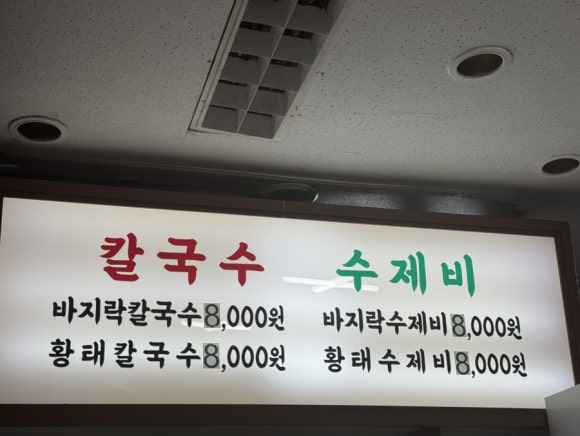 칼국수
바지락칼국수 8,000원
황태칼국수 8,000원
수제비
바지락수제비 8,000원
황태수제비 8,000원